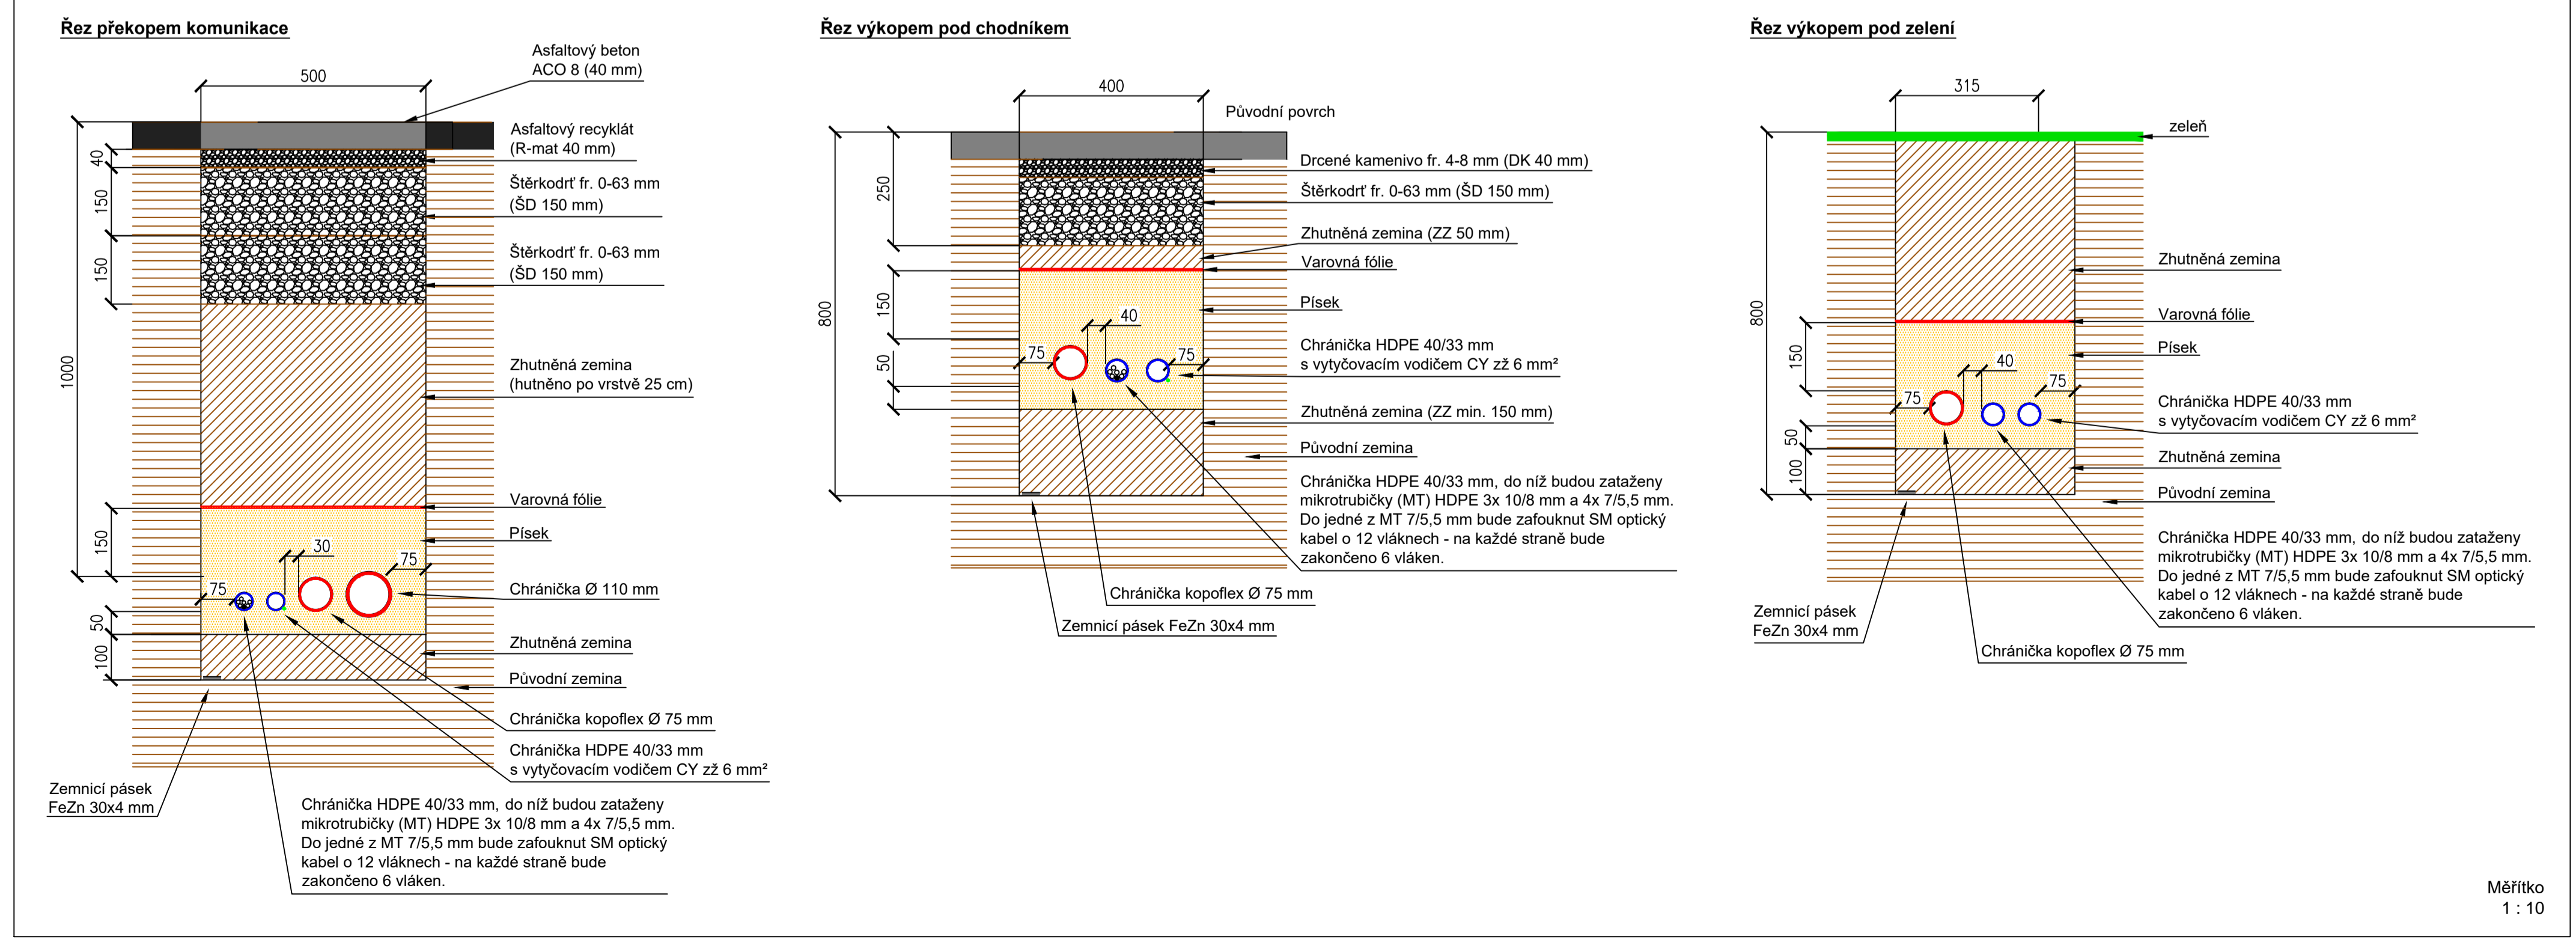 Řez překopem komunikace
500
Asfaltový beton
ACO 8 (40 mm)
Asfaltový recyklát
(R-mat 40 mm)
Štěrkodrť fr. 0-63 mm
(ŠD 150 mm)
Štěrkodrť fr. 0-63 mm
(ŠD 150 mm)
Zhutněná zemina
(hutněno po vrstvě 25 cm)
Varovná fólie
Písek
Chránička Ø 110 mm
Zhutněná zemina
Původní zemina
Chránička kopoflex Ø 75 mm
Chránička HDPE 40/33 mm
s vytyčovacím vodičem CY zž 6 mm²
Chránička HDPE 40/33 mm, do níž budou zataženy
mikrotrubičky (MT) HDPE 3x 10/8 mm a 4x 7/5,5 mm.
Do jedné z MT 7/5,5 mm bude zafouknut SM optický
kabel o 12 vláknech - na každé straně bude
zakončeno 6 vláken.
Zemnicí pásek
FeZn 30x4 mm
1000
40
150
150
150
50
100
75
30
75
Řez výkopem pod chodníkem
400
Původní povrch
Drcené kamenivo fr. 4-8 mm (DK 40 mm)
Štěrkodrť fr. 0-63 mm (ŠD 150 mm)
Zhutněná zemina (ZZ 50 mm)
Varovná fólie
Písek
Chránička HDPE 40/33 mm
s vytyčovacím vodičem CY zž 6 mm²
Zhutněná zemina (ZZ min. 150 mm)
Původní zemina
Chránička HDPE 40/33 mm, do níž budou zataženy
mikrotrubičky (MT) HDPE 3x 10/8 mm a 4x 7/5,5 mm.
Do jedné z MT 7/5,5 mm bude zafouknut SM optický
kabel o 12 vláknech - na každé straně bude
zakončeno 6 vláken.
Chránička kopoflex Ø 75 mm
Zemnicí pásek FeZn 30x4 mm
800
250
150
50
75
40
75
Řez výkopem pod zelení
315
zeleň
Zhutněná zemina
Varovná fólie
Písek
Chránička HDPE 40/33 mm
s vytyčovacím vodičem CY zž 6 mm²
Zhutněná zemina
Původní zemina
Chránička HDPE 40/33 mm, do níž budou zataženy
mikrotrubičky (MT) HDPE 3x 10/8 mm a 4x 7/5,5 mm.
Do jedné z MT 7/5,5 mm bude zafouknut SM optický
kabel o 12 vláknech - na každé straně bude
zakončeno 6 vláken.
Zemnicí pásek
FeZn 30x4 mm
Chránička kopoflex Ø 75 mm
800
150
50
100
75
40
75
Měřítko
1 : 10